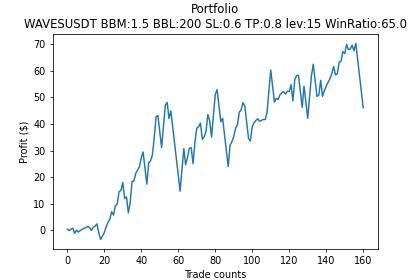 Portfolio
WAVESUSDT BBM:1.5 BBL:200 SL:0.6 TP:0.8 lev:15 WinRatio:65.0
Profit ($)
70
60
50
40
30
20
10
0
0 20 40 60 80 100 120 140 160
Trade counts